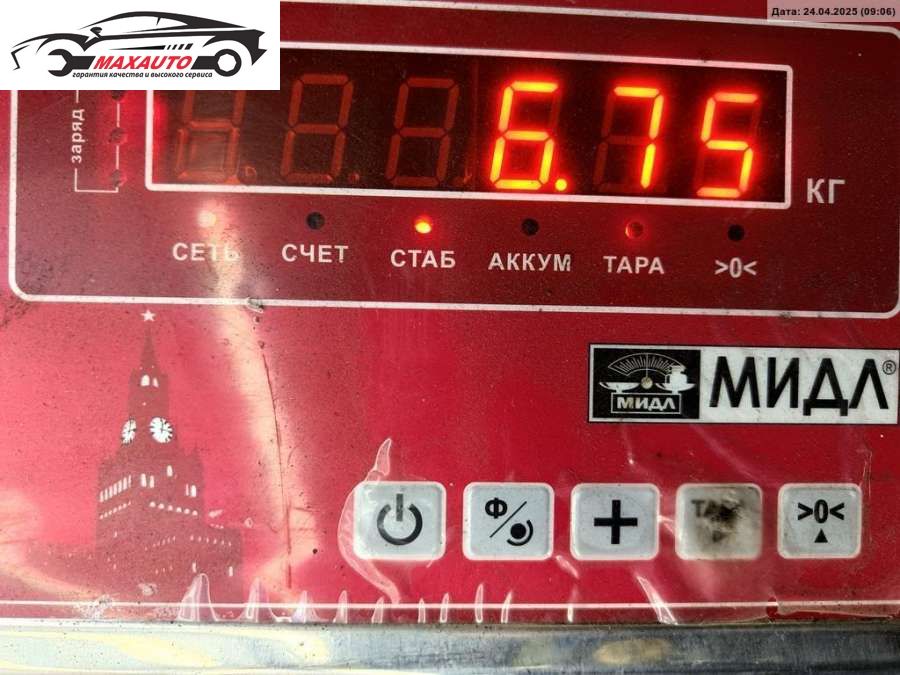 Дата: 24.04.2025 (09:06)
MAXAUTO
гарантия качества и высокого сервиса
заряд
6.75
КГ
СЕТЬ СЧЕТ СТАБ АККУМ ТАРА >0<
МИДЛ МИДЛ®
Ф + >0<